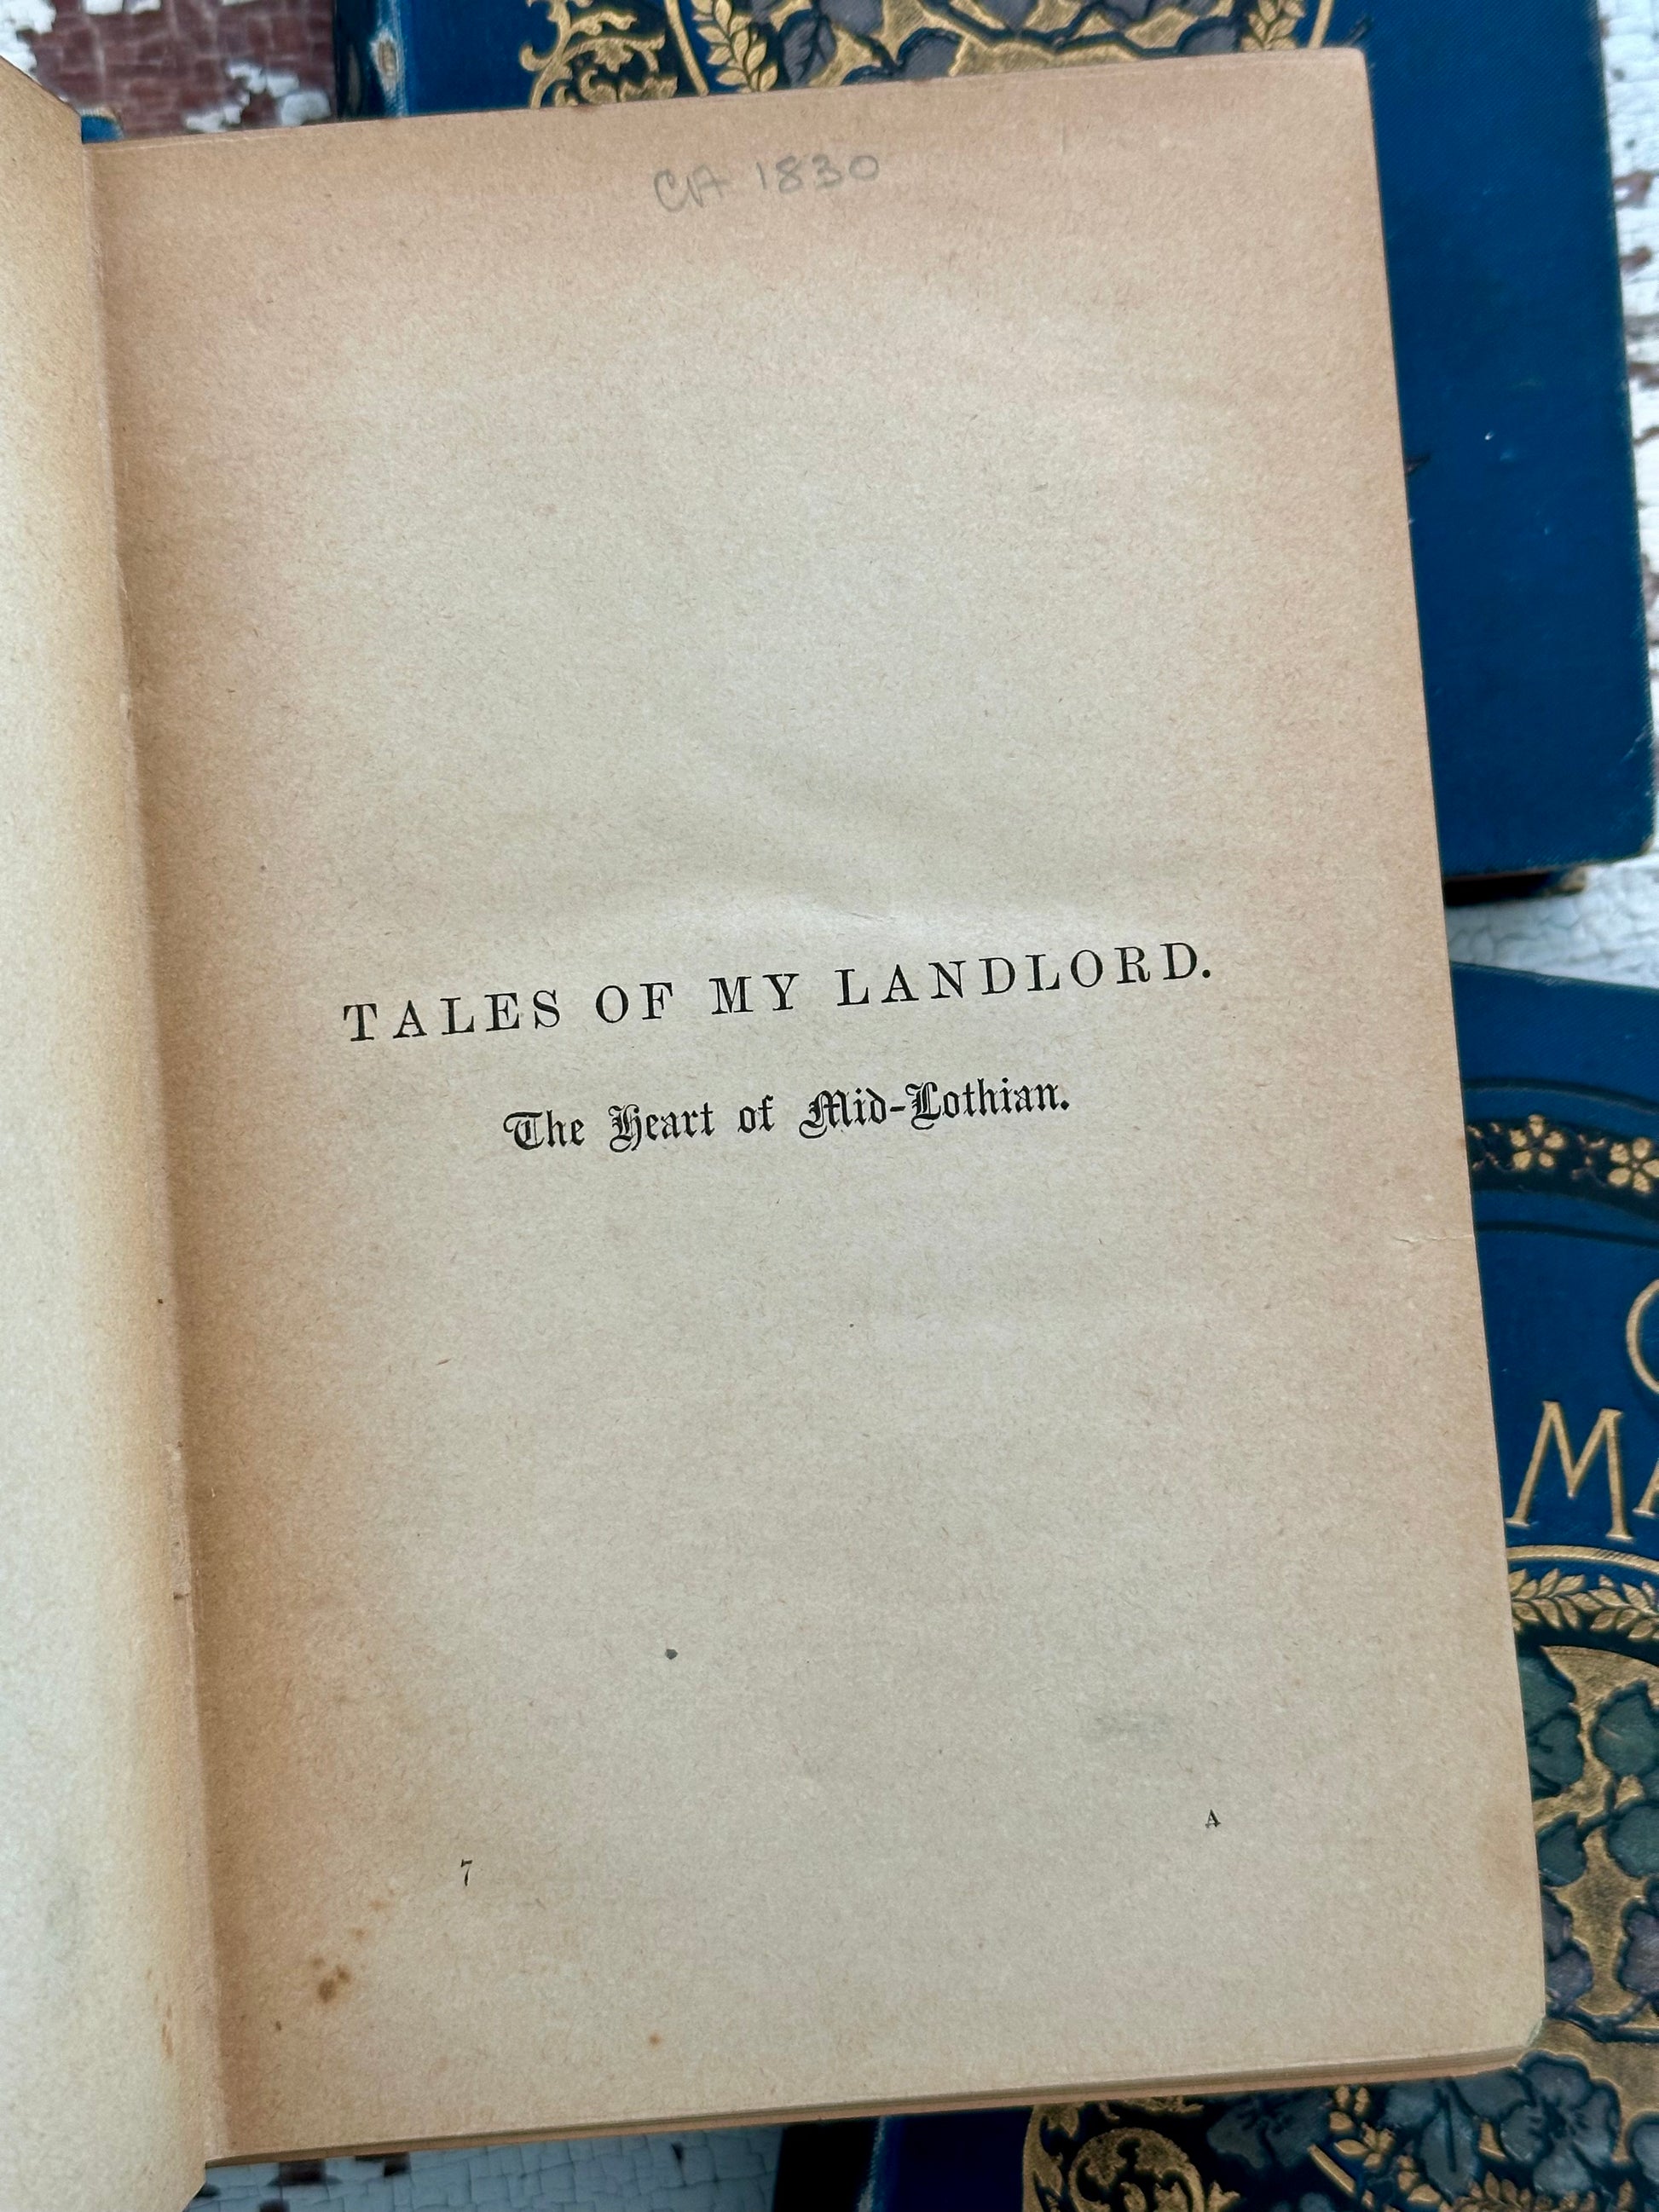 CA 1830
TALES OF MY LANDLORD.
The Heart of Mid-Lothian.
7
A